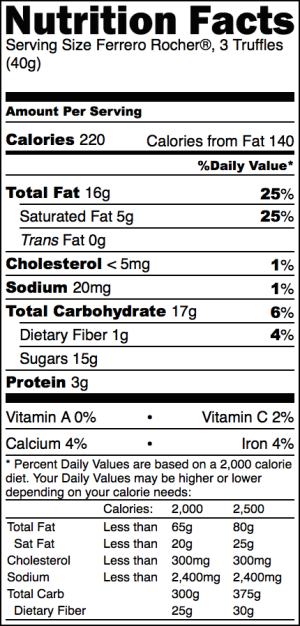 Nutrition Facts
Serving Size Ferrero Rocher®, 3 Truffles
(40g)
Amount Per Serving
Calories 220 Calories from Fat 140
%Daily Value*
Total Fat 16g 25%
Saturated Fat 5g 25%
Trans Fat 0g
Cholesterol < 5mg 1%
Sodium 20mg 1%
Total Carbohydrate 17g 6%
Dietary Fiber 1g 4%
Sugars 15g
Protein 3g
Vitamin A 0% • Vitamin C 2%
Calcium 4% • Iron 4%
* Percent Daily Values are based on a 2,000 calorie
diet. Your Daily Values may be higher or lower
depending on your calorie needs:
Calories: 2,000 2,500
Total Fat Less than 65g 80g
Sat Fat Less than 20g 25g
Cholesterol Less than 300mg 300mg
Sodium Less than 2,400mg 2,400mg
Total Carb 300g 375g
Dietary Fiber 25g 30g